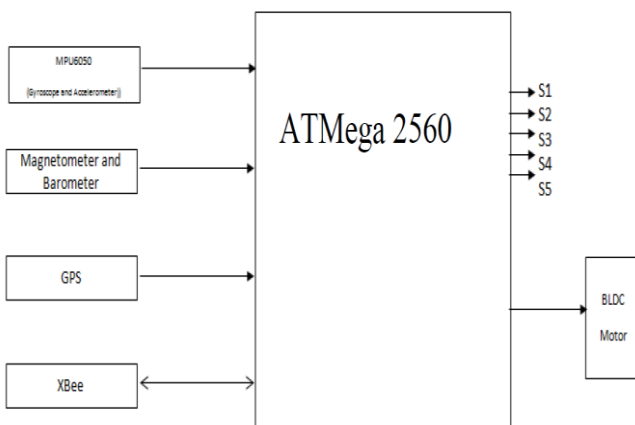 MPU6050
(Gyroscope and Accelerometer))
Magnetometer and
Barometer
GPS
XBee
ATMega 2560
S1
S2
S3
S4
S5
BLDC
Motor